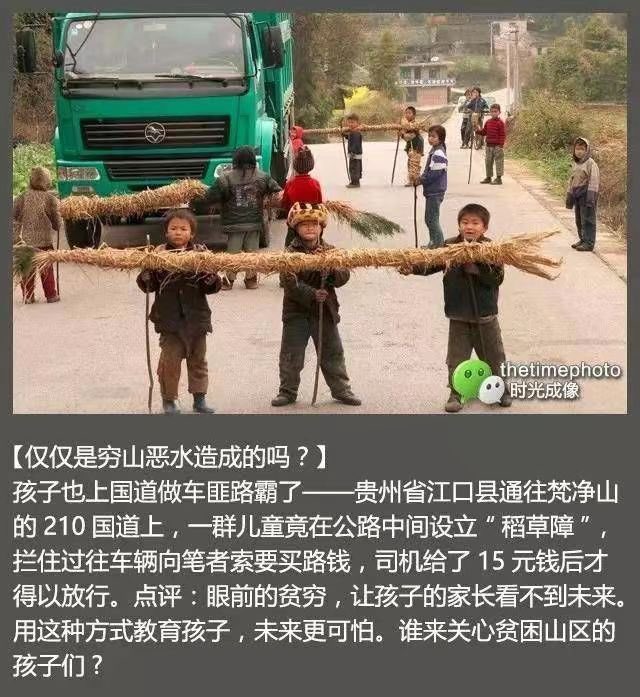 thetimephoto
时光成像
【仅仅是穷山恶水造成的吗？】
孩子也上国道做车匪路霸了——贵州省江口县通往梵净山
的 210 国道上，一群儿童竟在公路中间设立“稻草障”，
拦住过往车辆向笔者索要买路钱，司机给了 15 元钱后才
得以放行。点评：眼前的贫穷，让孩子的家长看不到未来。
用这种方式教育孩子，未来更可怕。谁来关心贫困山区的
孩子们？